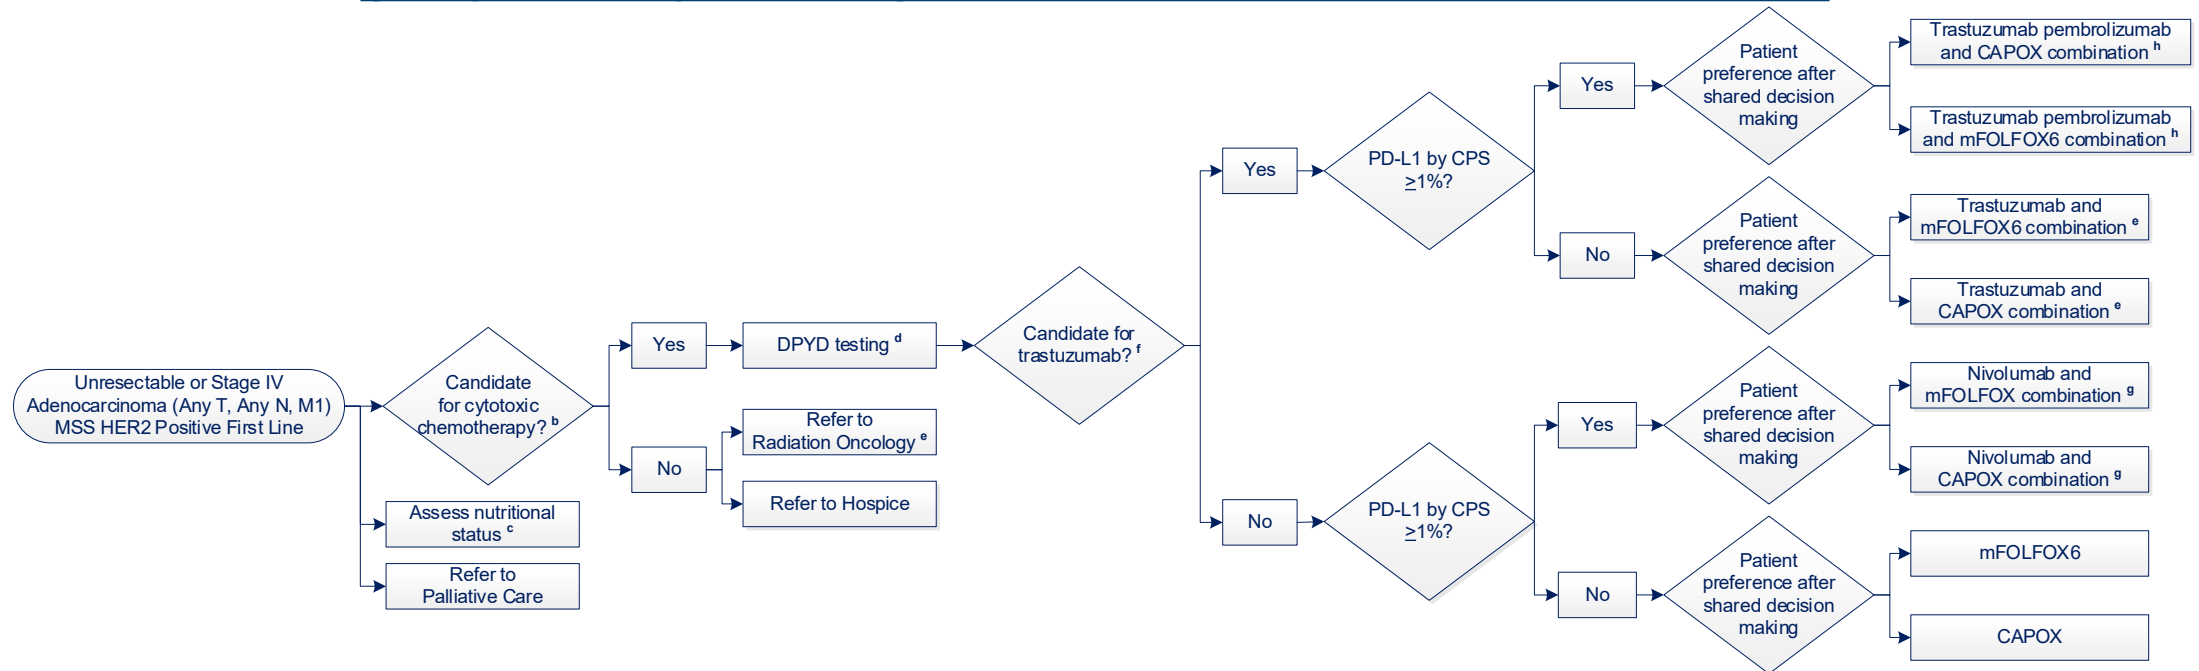 Unresectable or Stage IV
Adenocarcinoma (Any T, Any N, M1)
MSS HER2 Positive First Line
Candidate
for cytotoxic
chemotherapy? b
Assess nutritional
status c
Refer to
Palliative Care
Yes
No
DPYD testing d
Refer to
Radiation Oncology e
Refer to Hospice
Candidate for
trastuzumab? f
Yes
PD-L1 by CPS
≥1%?
Yes
Patient
preference after
shared decision
making
Trastuzumab pembrolizumab
and CAPOX combination h
Trastuzumab pembrolizumab
and mFOLFOX6 combination h
No
Patient
preference after
shared decision
making
Trastuzumab and
mFOLFOX6 combination e
Trastuzumab and
CAPOX combination e
No
PD-L1 by CPS
≥1%?
Yes
Patient
preference after
shared decision
making
Nivolumab and
mFOLFOX combination g
Nivolumab and
CAPOX combination g
No
Patient
preference after
shared decision
making
mFOLFOX6
CAPOX